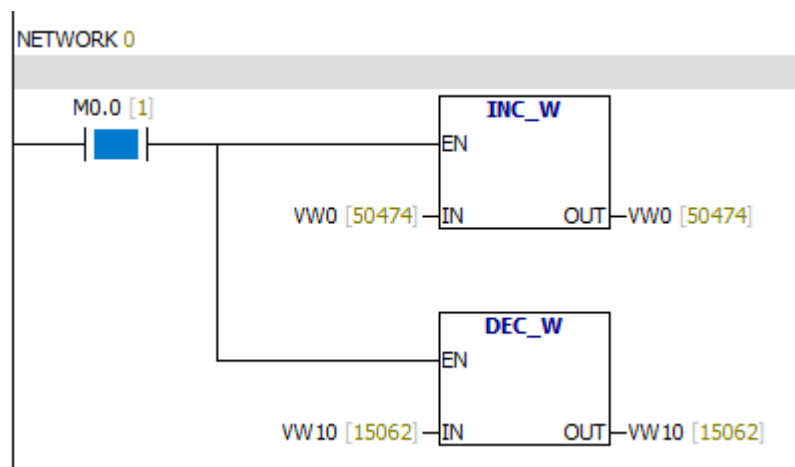 NETWORK 0
M0.0 [1]
INC_W
EN
VW0 [50474] IN OUT VW0 [50474]
DEC_W
EN
VW10 [15062] IN OUT VW10 [15062]